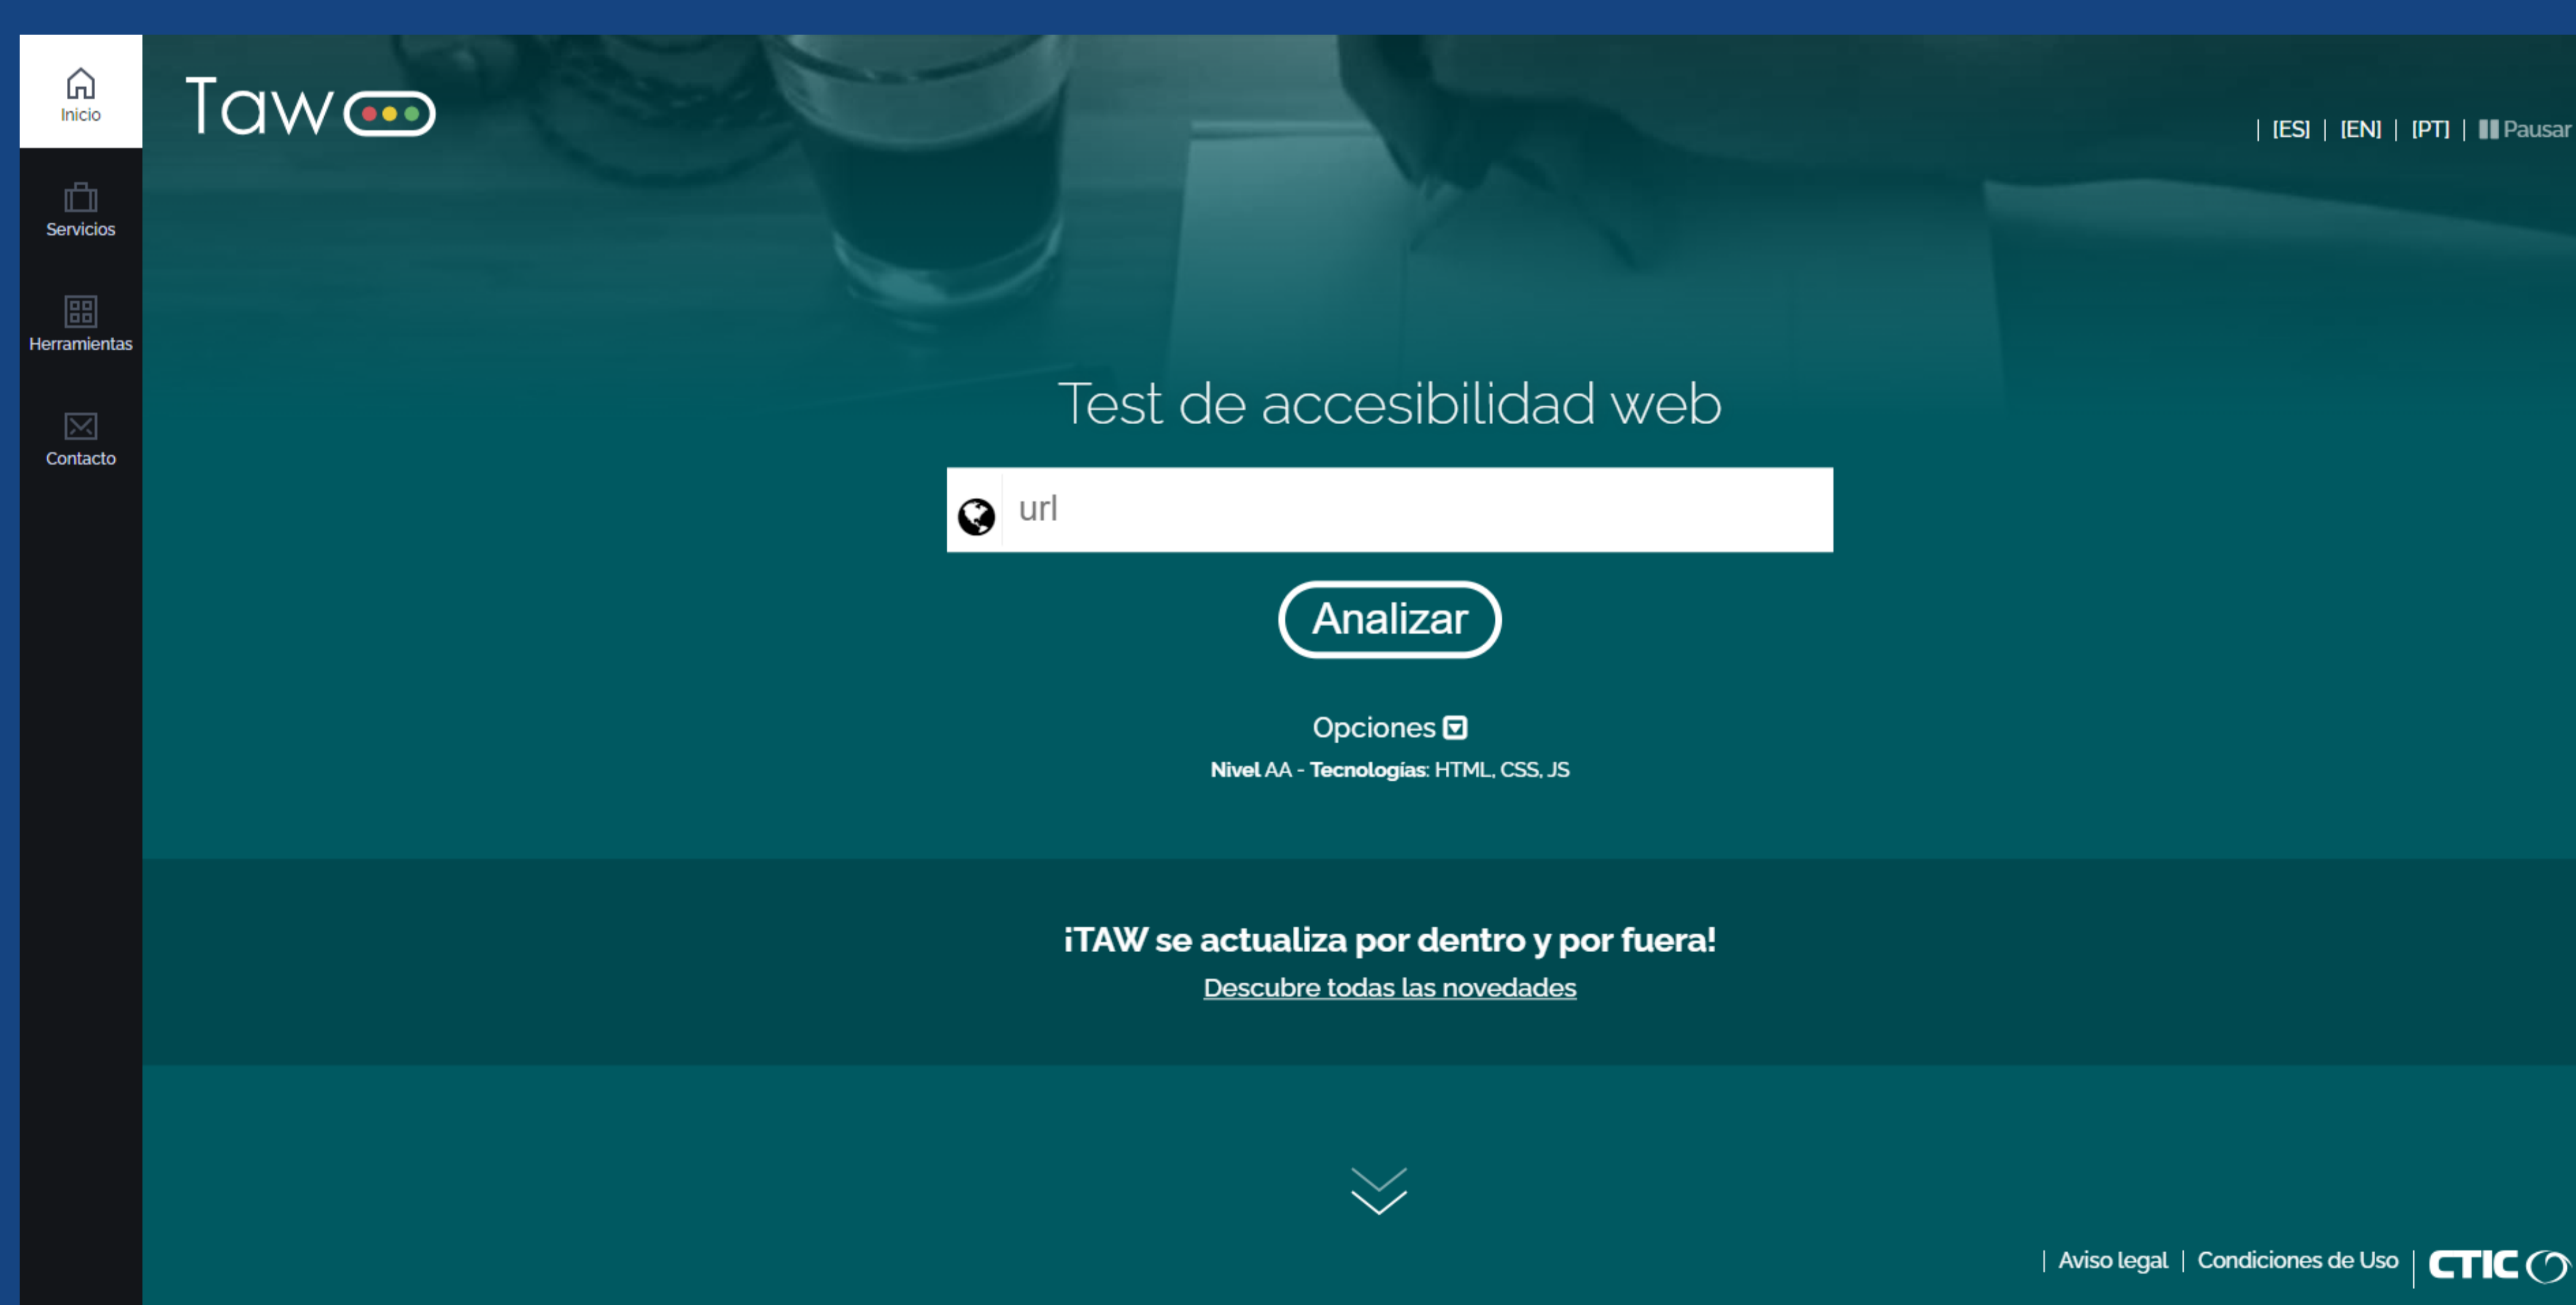 Inicio
Servicios
Herramientas
Contacto
Taw
| [ES] | [EN] | [PT] | Pausar
Test de accesibilidad web
url
Analizar
Opciones
Nivel AA - Tecnologías: HTML, CSS, JS
¡TAW se actualiza por dentro y por fuera!
Descubre todas las novedades
| Aviso legal | Condiciones de Uso | CTIC